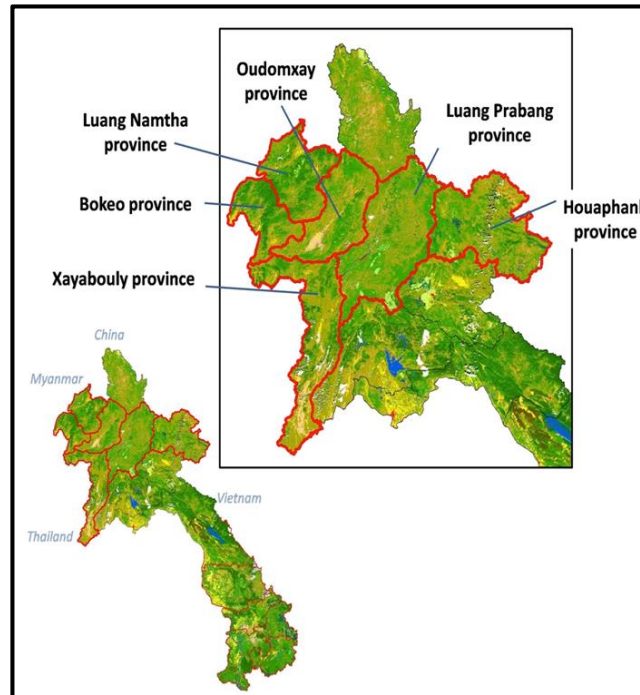 Oudomxay
province
Luang Namtha
province
Luang Prabang
province
Bokeo province
Houaphanh
province
Xayabouly province
China
Myanmar
Vietnam
Thailand